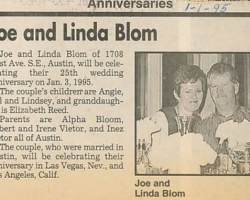 Anniversaries
1-1-95
oe and Linda Blom
Joe and Linda Blom of 1708
st Ave. S.E., Austin, will be cele-
rating their 25th wedding
niversary on Jan. 3, 1995.
The couple's children are Angie,
l and Lindsey, and granddaugh-
is Elizabeth Reed.
Parents are Alpha Bloom,
bert and Irene Vietor, and Inez
etor all of Austin.
The couple, who were married in
ustin, will be celebrating their
niversary in Las Vegas, Nev., and
s Angeles, Calif.
Joe and
Linda Blom